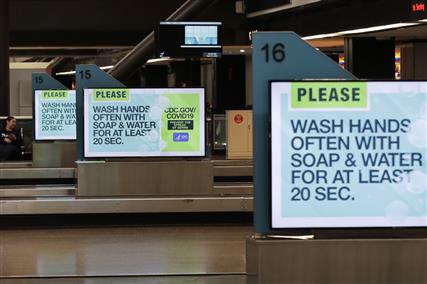 15
PLEASE
WASH HANDS
OFTEN WITH
SOAP & WATER
FOR AT LEAST
20 SEC.
15
PLEASE
WASH HANDS
OFTEN WITH
SOAP & WATER
FOR AT LEAST
20 SEC.
CDC.GOV/
COVID19
CDC
16
PLEASE
WASH HANDS
OFTEN WITH
SOAP & WATER
FOR AT LEAST
20 SEC.